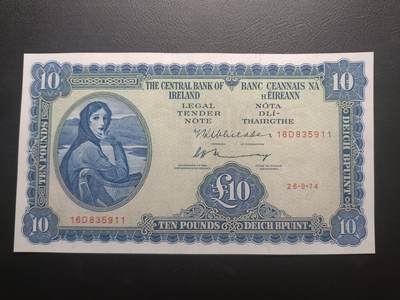 10
THE CENTRAL BANK OF IRELAND
BANC CEANNAIS NA hÉIREANN
10
LEGAL TENDER NOTE
NÓTA DLÍ-THAIRGTHE
16D835911
TEN POUNDS
DEICH BPUINT
£10
26-9-74
16D835911
10
TEN POUNDS DEICH BPUINT
10